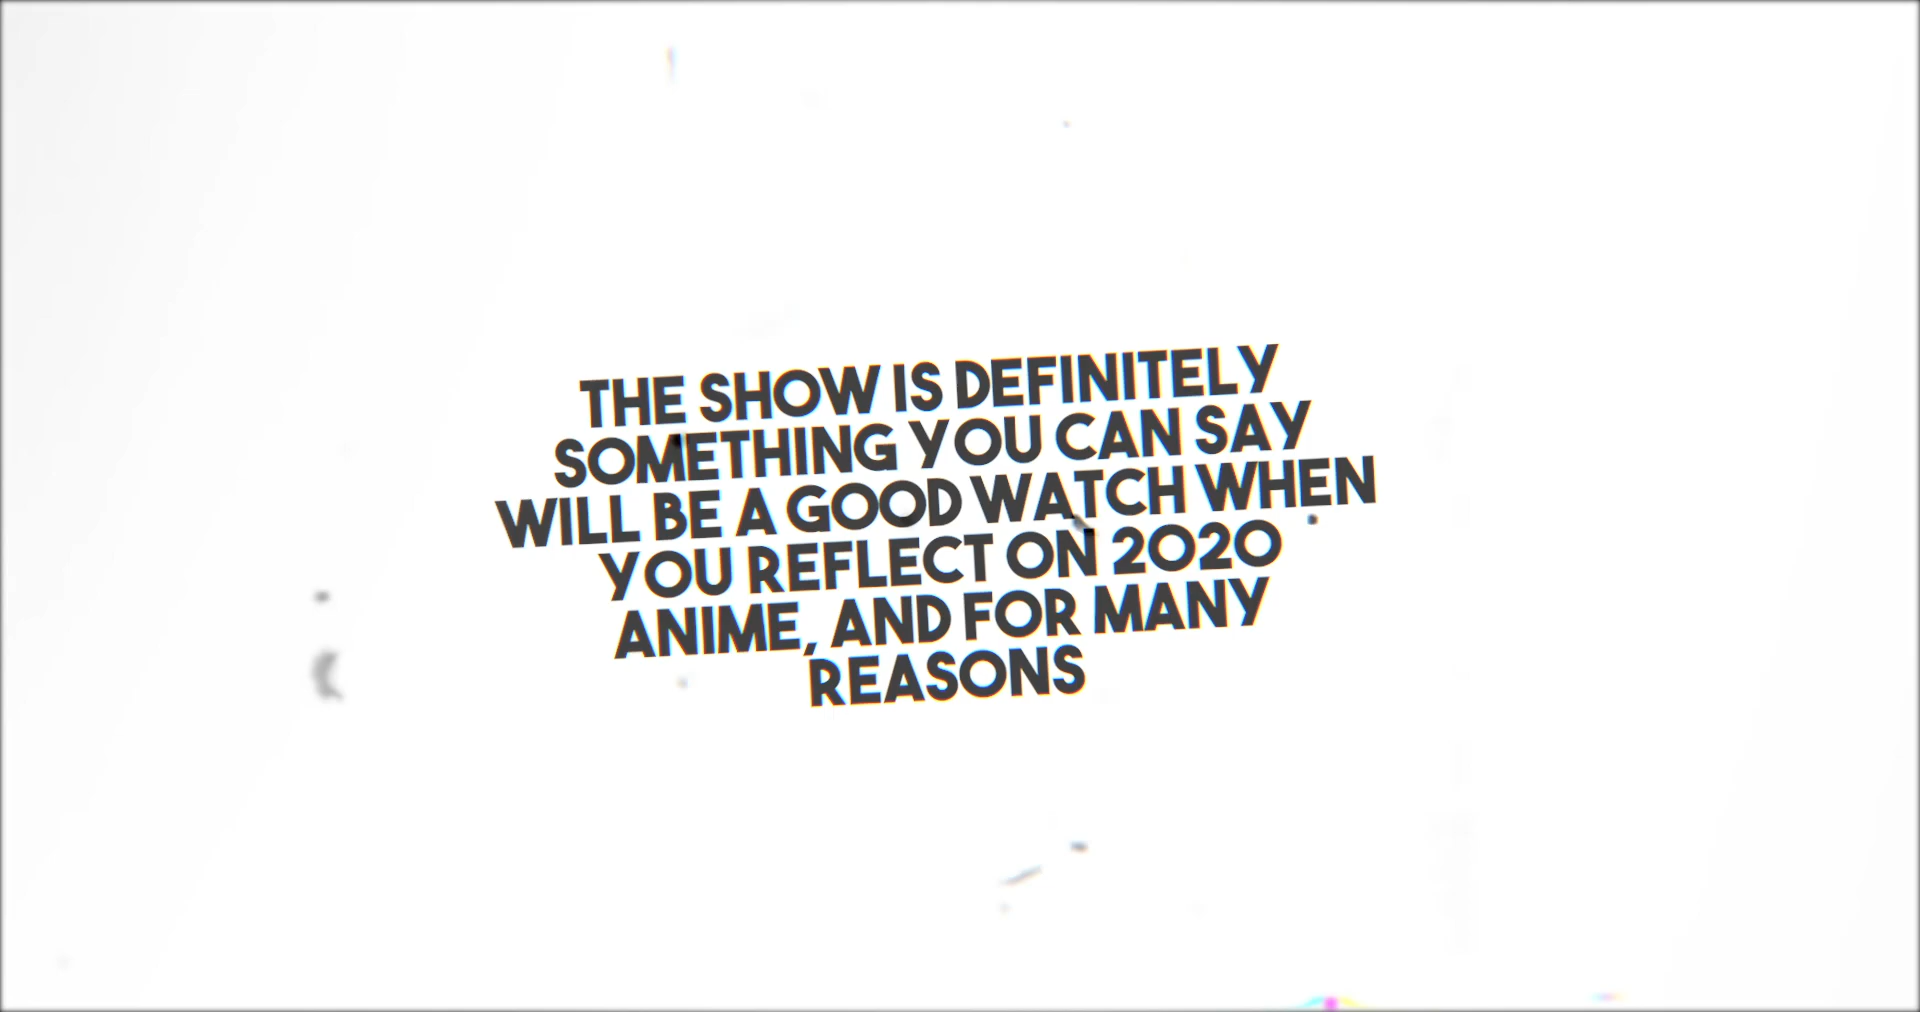 THE SHOW IS DEFINITELY
SOMETHING YOU CAN SAY
WILL BE A GOOD WATCH WHEN
YOU REFLECT ON 2020
ANIME, AND FOR MANY
REASONS